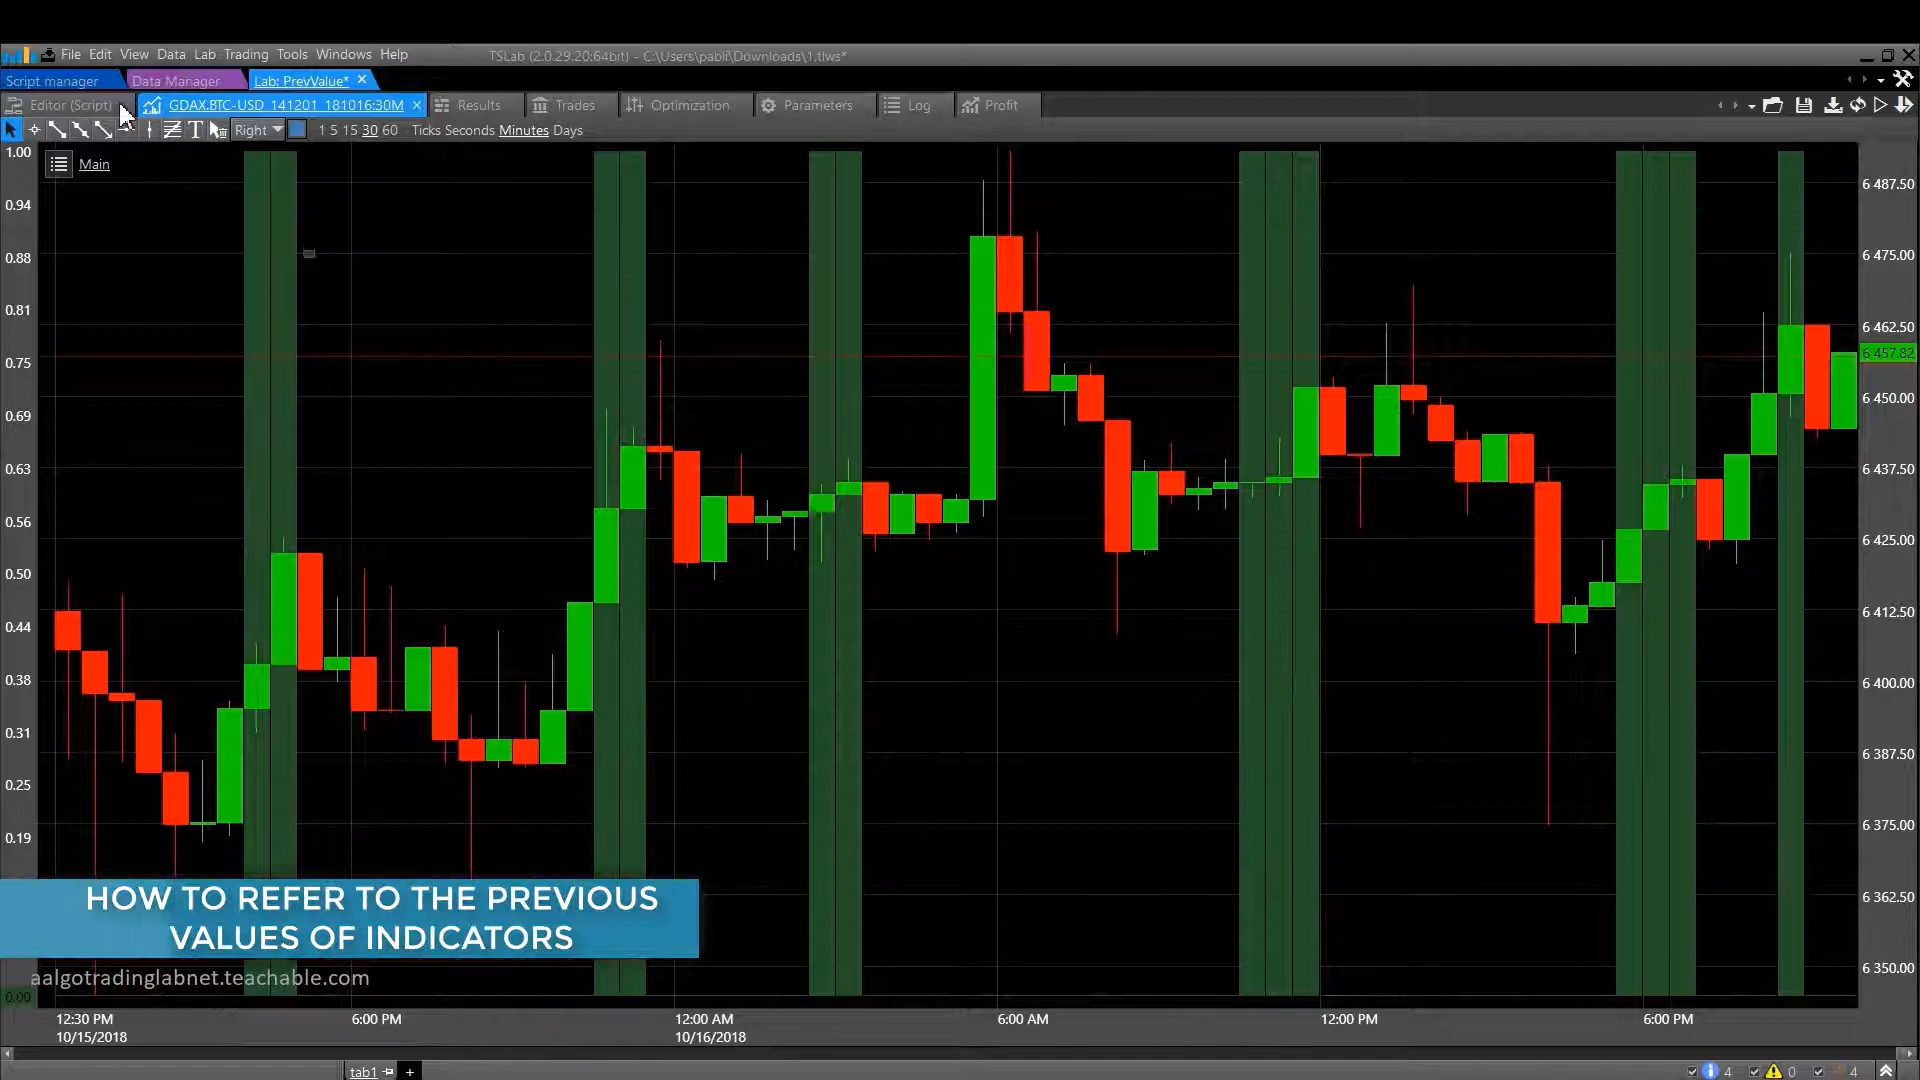 File Edit View Data Lab Trading Tools Windows Help
TSLab (2.0.29.20:64bit) - C:\Users\pabli\Downloads\1.tlws*
Script manager
Data Manager
Lab: PrevValue*
Editor (Script)
GDAX.BTC-USD_141201_181016:30M
Results
Trades
Optimization
Parameters
Log
Profit
Right
1 5 15 30 60
Ticks Seconds Minutes Days
Main
1.00
0.94
0.88
0.81
0.75
0.69
0.63
0.56
0.50
0.44
0.38
0.31
0.25
0.19
0.00
6 487.50
6 475.00
6 462.50
6 457.82
6 450.00
6 437.50
6 425.00
6 412.50
6 400.00
6 387.50
6 375.00
6 362.50
6 350.00
HOW TO REFER TO THE PREVIOUS
VALUES OF INDICATORS
aalgotradinglabnet.teachable.com
12:30 PM
6:00 PM
12:00 AM
6:00 AM
12:00 PM
6:00 PM
10/15/2018
10/16/2018
tab1
+
4
0
4